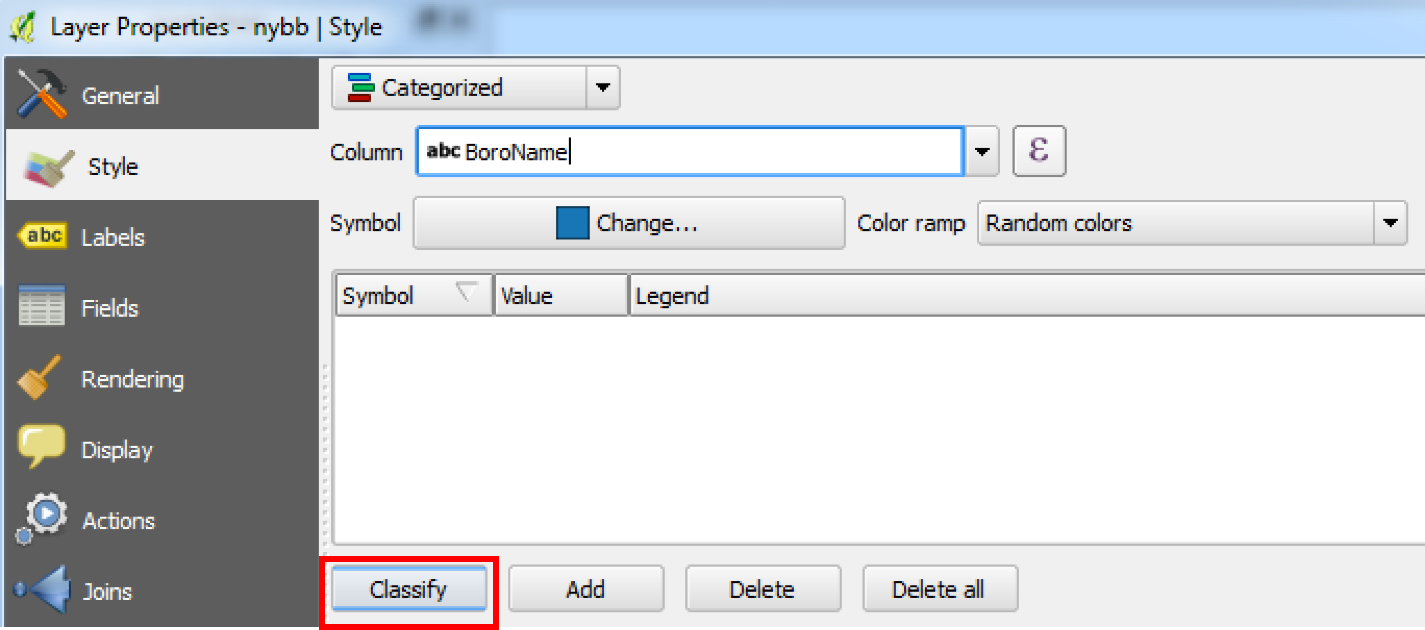 Layer Properties - nybb | Style
General
Style
abc Labels
Fields
Rendering
Display
Actions
Joins
Categorized
Column abc BoroName ε
Symbol Change... Color ramp Random colors
Symbol Value Legend
Classify Add Delete Delete all